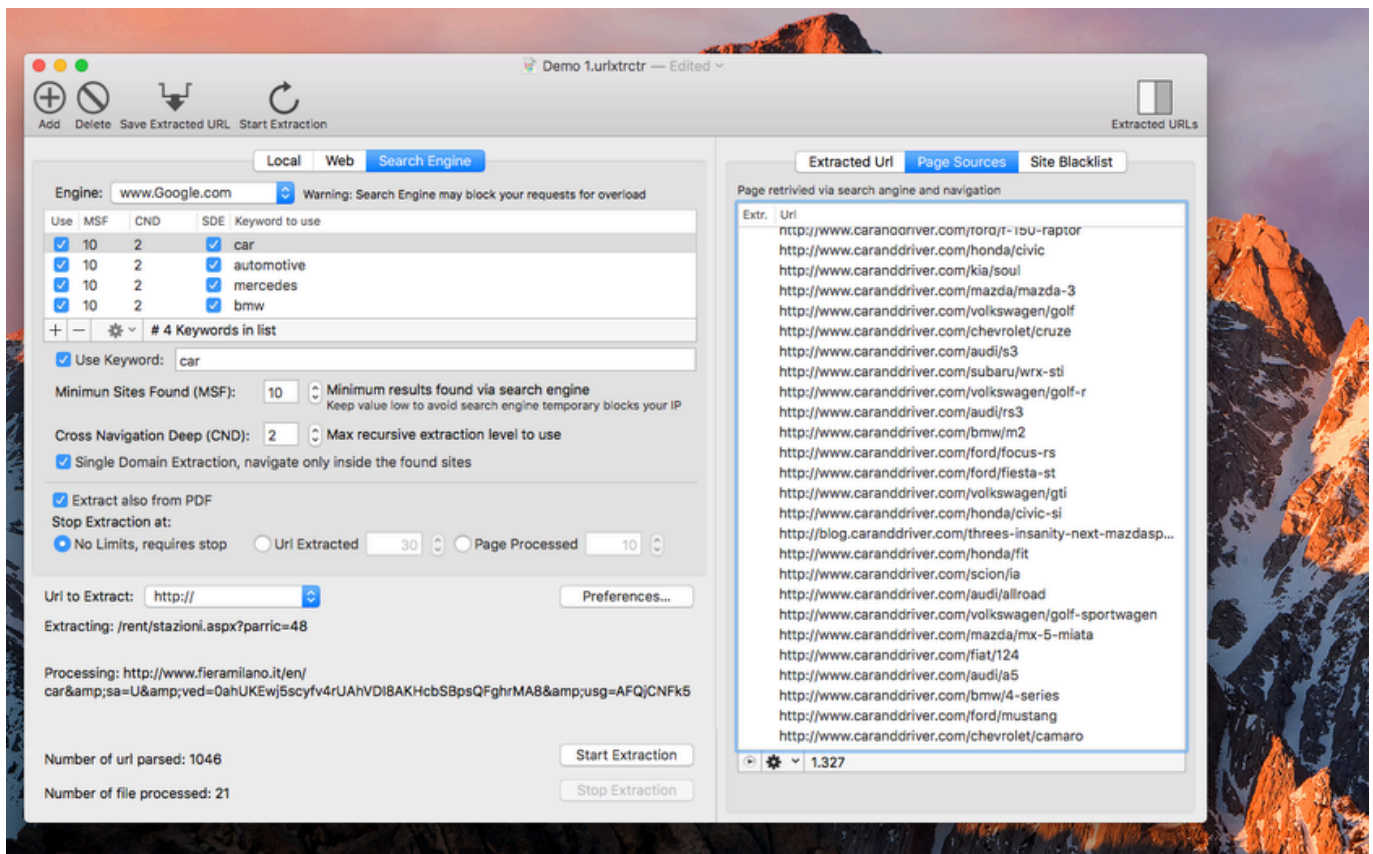 Demo 1.urlxtrctr — Edited
Add Delete Save Extracted URL Start Extraction
Extracted URLs
Local Web Search Engine
Engine: www.Google.com Warning: Search Engine may block your requests for overload
Use MSF CND SDE Keyword to use
10 2 car
10 2 automotive
10 2 mercedes
10 2 bmw
+ − # 4 Keywords in list
Use Keyword: car
Minimun Sites Found (MSF): 10 Minimum results found via search engine
Keep value low to avoid search engine temporary blocks your IP
Cross Navigation Deep (CND): 2 Max recursive extraction level to use
Single Domain Extraction, navigate only inside the found sites
Extract also from PDF
Stop Extraction at:
No Limits, requires stop Url Extracted 30 Page Processed 10
Url to Extract: http:// Preferences...
Extracting: /rent/stazioni.aspx?parric=48
Processing: http://www.fieramilano.it/en/
car&amp;sa=U&amp;ved=0ahUKEwj5scyfv4rUAhVDI8AKHcbSBpsQFghrMA8&amp;usg=AFQjCNFk5
Number of url parsed: 1046 Start Extraction
Number of file processed: 21 Stop Extraction
Extracted Url Page Sources Site Blacklist
Page retrivied via search angine and navigation
Extr. Url
http://www.caranddriver.com/ford/f-150-raptor
http://www.caranddriver.com/honda/civic
http://www.caranddriver.com/kia/soul
http://www.caranddriver.com/mazda/mazda-3
http://www.caranddriver.com/volkswagen/golf
http://www.caranddriver.com/chevrolet/cruze
http://www.caranddriver.com/audi/s3
http://www.caranddriver.com/subaru/wrx-sti
http://www.caranddriver.com/volkswagen/golf-r
http://www.caranddriver.com/audi/rs3
http://www.caranddriver.com/bmw/m2
http://www.caranddriver.com/ford/focus-rs
http://www.caranddriver.com/ford/fiesta-st
http://www.caranddriver.com/volkswagen/gti
http://www.caranddriver.com/honda/civic-si
http://blog.caranddriver.com/threes-insanity-next-mazdasp...
http://www.caranddriver.com/honda/fit
http://www.caranddriver.com/scion/ia
http://www.caranddriver.com/audi/allroad
http://www.caranddriver.com/volkswagen/golf-sportwagen
http://www.caranddriver.com/mazda/mx-5-miata
http://www.caranddriver.com/fiat/124
http://www.caranddriver.com/audi/a5
http://www.caranddriver.com/bmw/4-series
http://www.caranddriver.com/ford/mustang
http://www.caranddriver.com/chevrolet/camaro
1.327